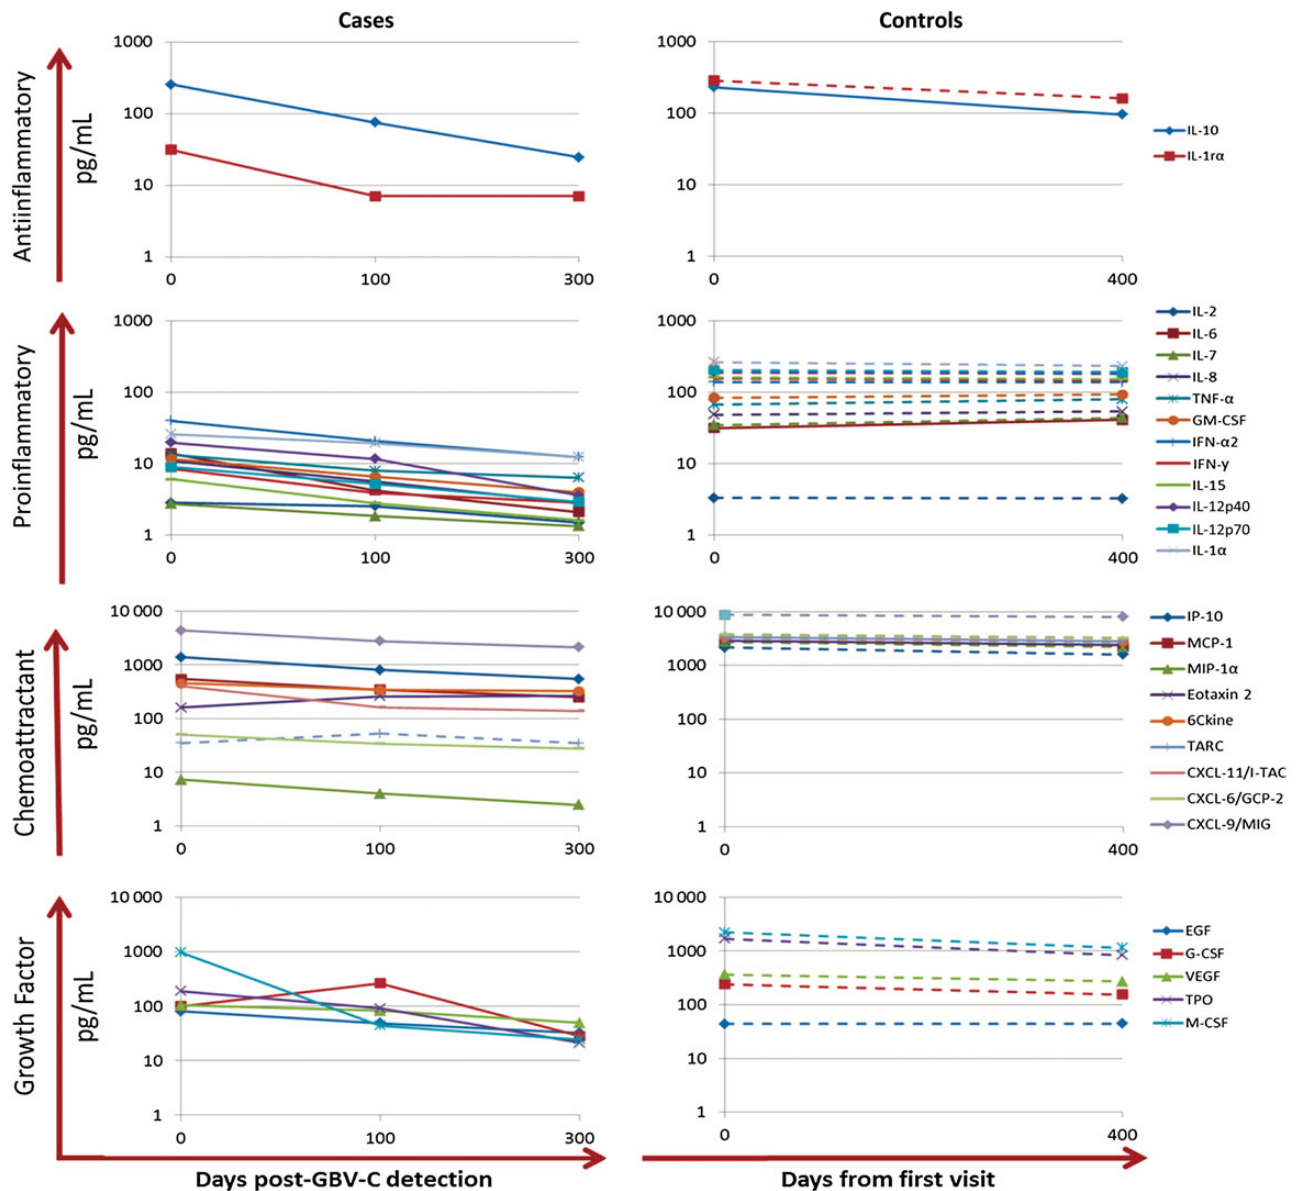 Cases
Controls
Antiinflammatory
pg/mL
1000
100
10
1
0
100
300
1000
100
10
1
0
400
IL-10
IL-1rα
Proinflammatory
pg/mL
1000
100
10
1
0
100
300
1000
100
10
1
0
400
IL-2
IL-6
IL-7
IL-8
TNF-α
GM-CSF
IFN-α2
IFN-y
IL-15
IL-12p40
IL-12p70
IL-1α
Chemoattractant
pg/mL
10 000
1000
100
10
1
0
100
300
10 000
1000
100
10
1
0
400
IP-10
MCP-1
MIP-1α
Eotaxin 2
6Ckine
TARC
CXCL-11/I-TAC
CXCL-6/GCP-2
CXCL-9/MIG
Growth Factor
pg/mL
10 000
1000
100
10
1
0
100
300
10 000
1000
100
10
1
0
400
EGF
G-CSF
VEGF
TPO
M-CSF
Days post-GBV-C detection
Days from first visit